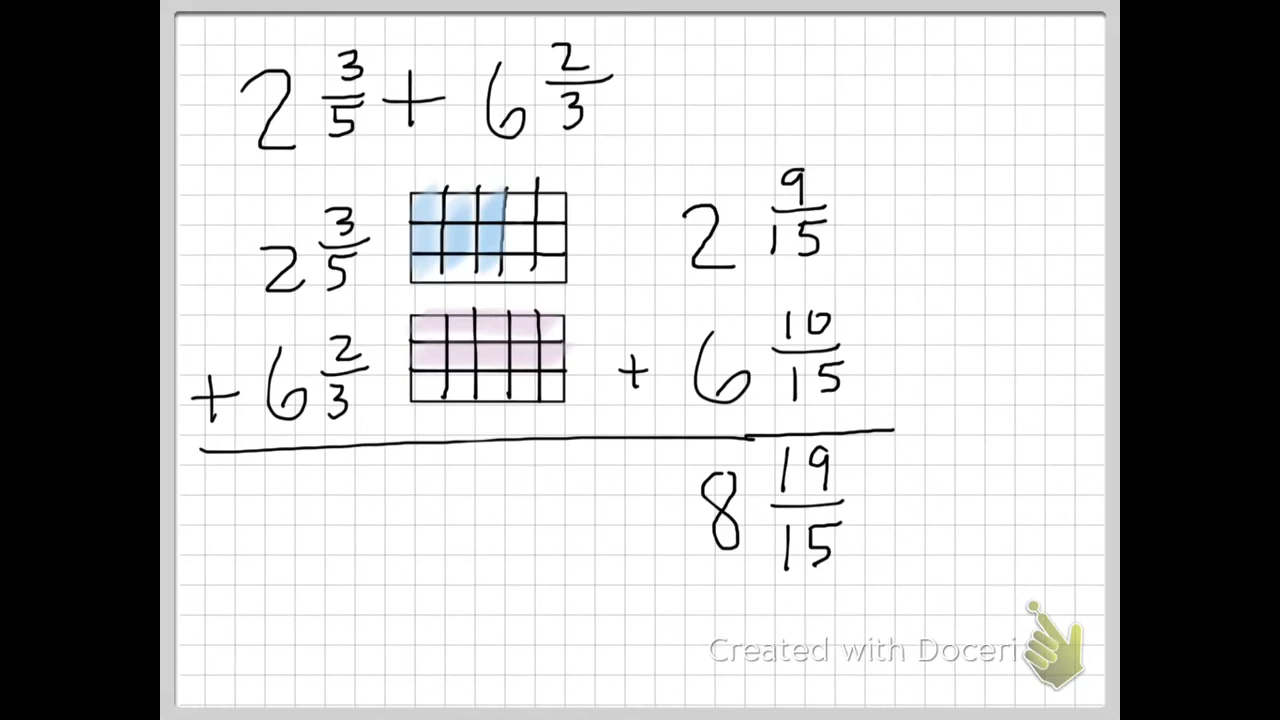 2 3/5 + 6 2/3
2 3/5
2 9/15
+ 6 2/3
+ 6 10/15
8 19/15
Created with Doceri